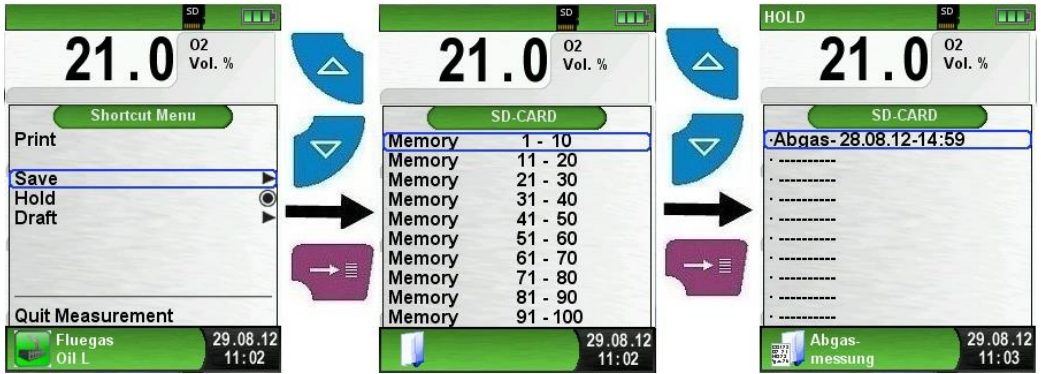 SD
21.0 O2 Vol. %
Shortcut Menu
Print
Save
Hold
Draft
Quit Measurement
Fluegas Oil L
29.08.12 11:02
SD
21.0 O2 Vol. %
SD-CARD
Memory 1 - 10
Memory 11 - 20
Memory 21 - 30
Memory 31 - 40
Memory 41 - 50
Memory 51 - 60
Memory 61 - 70
Memory 71 - 80
Memory 81 - 90
Memory 91 - 100
29.08.12 11:02
HOLD
SD
21.0 O2 Vol. %
SD-CARD
·Abgas- 28.08.12-14:59
· ----------
· ----------
· ----------
· ----------
· ----------
· ----------
· ----------
· ----------
· ----------
Abgas- messung
29.08.12 11:03